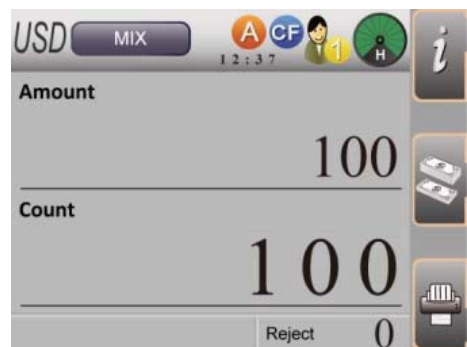 USD MIX A CF 1 H
12:37
i
Amount
100
Count
100
Reject 0